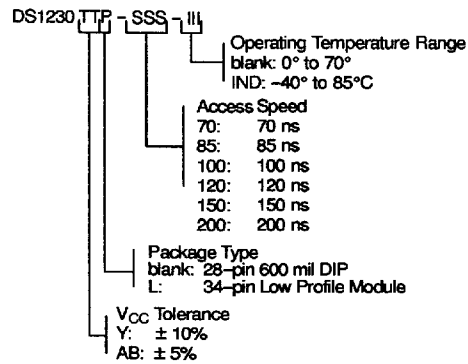 DS1230 TTP - SSS - III
Operating Temperature Range
blank: 0° to 70°
IND: –40° to 85°C
Access Speed
70: 70 ns
85: 85 ns
100: 100 ns
120: 120 ns
150: 150 ns
200: 200 ns
Package Type
blank: 28–pin 600 mil DIP
L: 34–pin Low Profile Module
VCC Tolerance
Y: ± 10%
AB: ± 5%